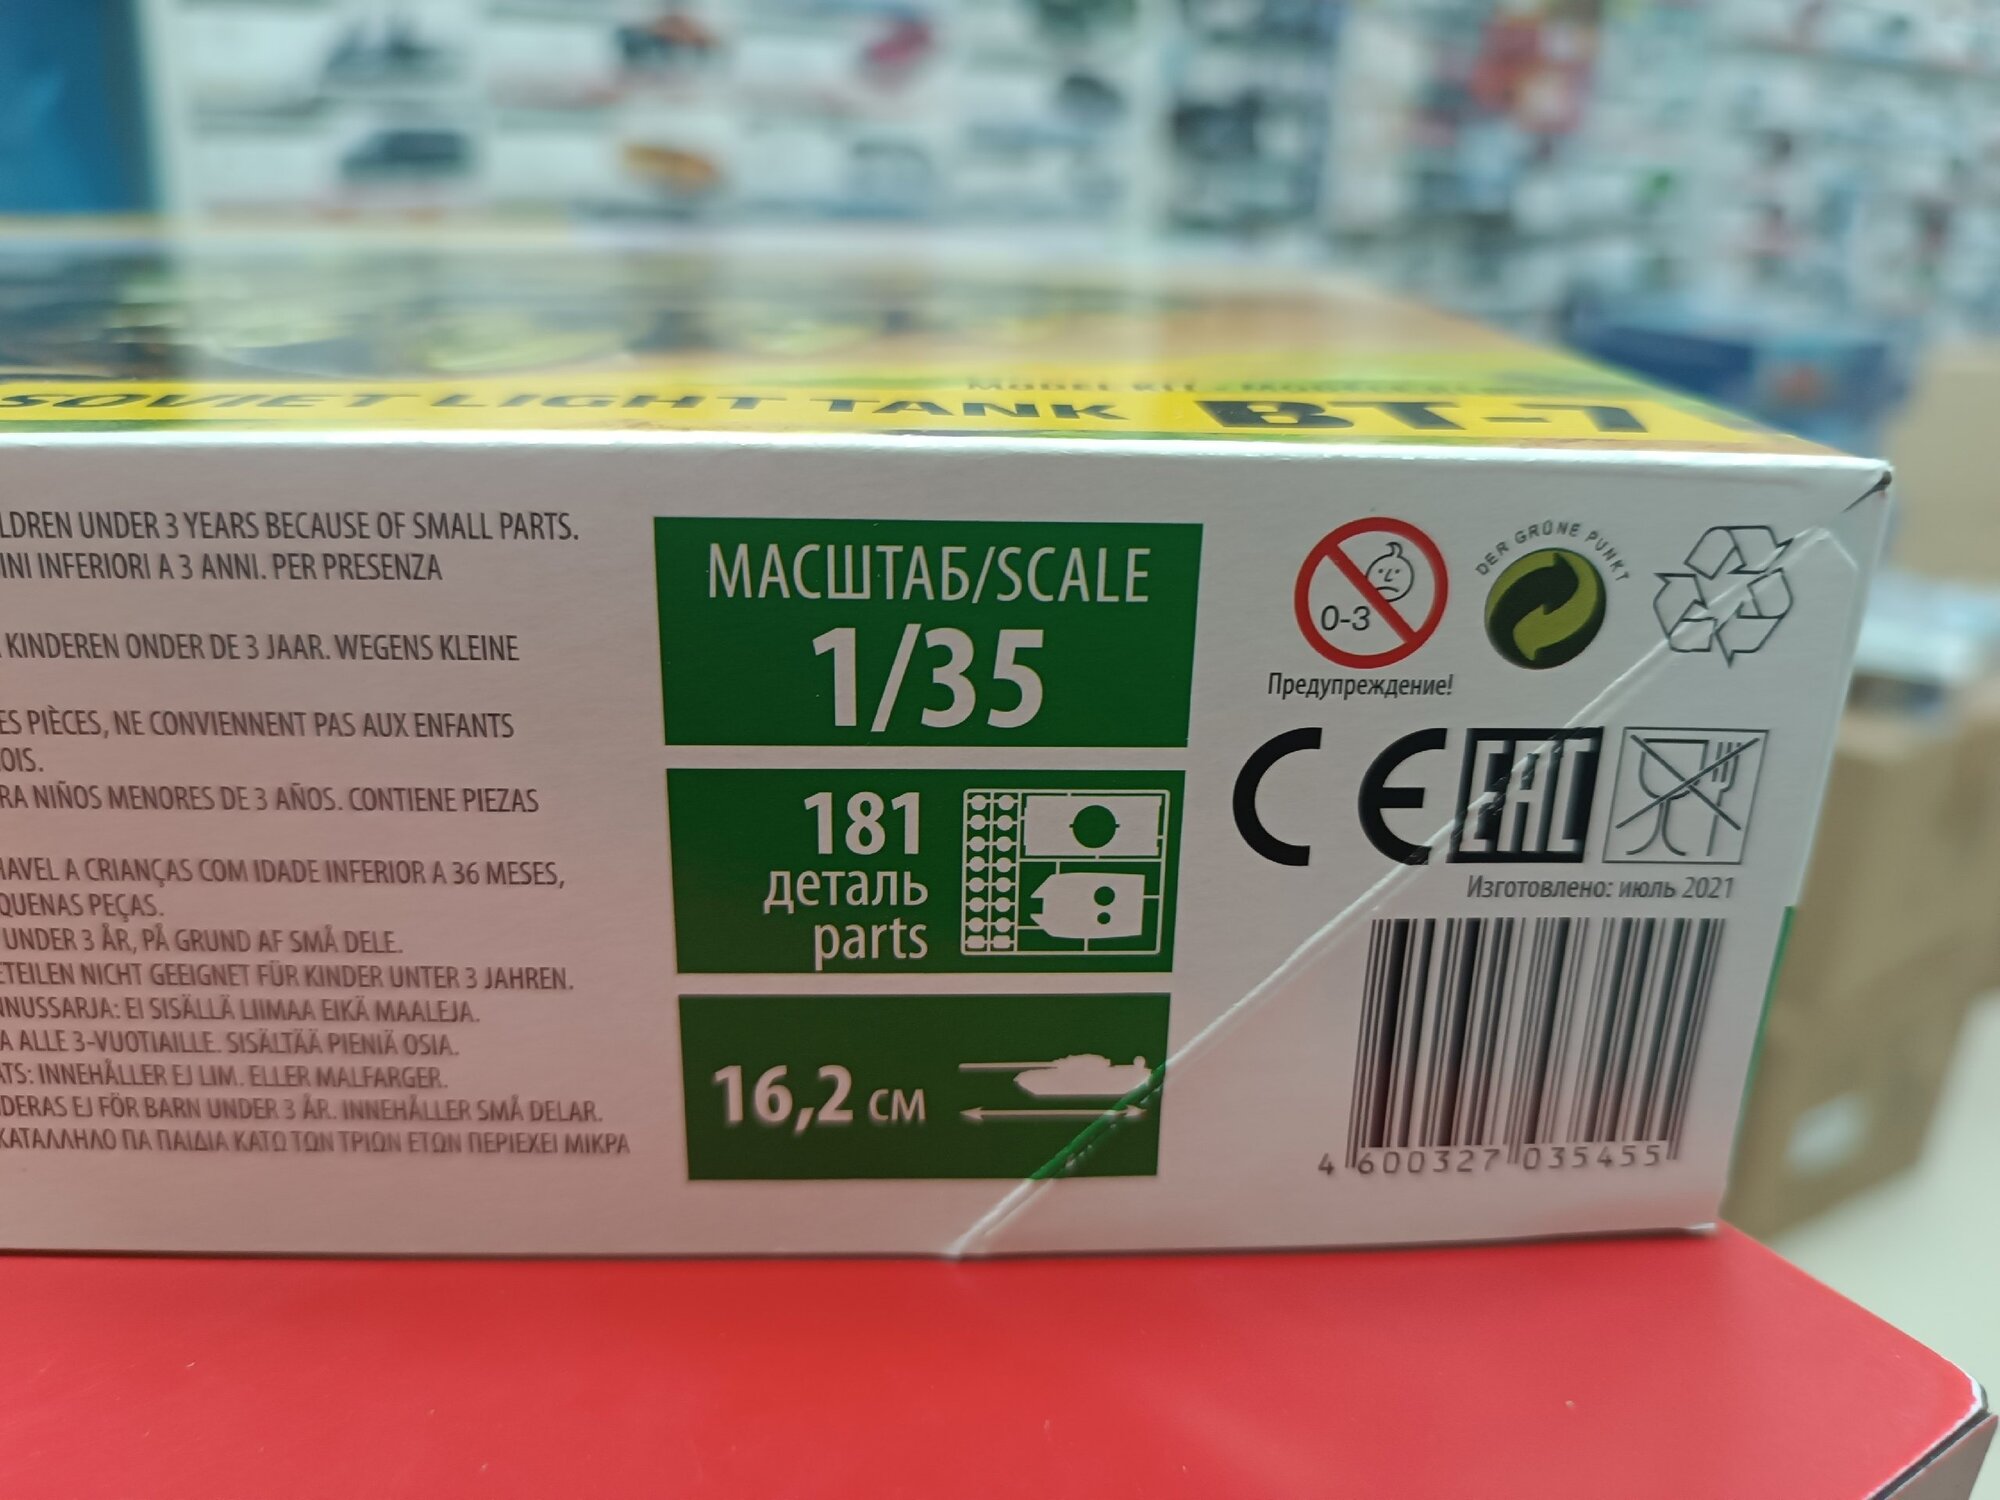 SOVIET LIGHT TANK BT-7
MODEL KIT
LDREN UNDER 3 YEARS BECAUSE OF SMALL PARTS.
INI INFERIORI A 3 ANNI. PER PRESENZA
KINDEREN ONDER DE 3 JAAR. WEGENS KLEINE
ES PIÈCES, NE CONVIENNENT PAS AUX ENFANTS
OIS.
RA NIÑOS MENORES DE 3 AÑOS. CONTIENE PIEZAS
AVEL A CRIANÇAS COM IDADE INFERIOR A 36 MESES,
QUENAS PEÇAS.
UNDER 3 ÅR, PÅ GRUND AF SMÅ DELE.
ETEILEN NICHT GEEIGNET FÜR KINDER UNTER 3 JAHREN.
NNUSSARJA: EI SISÄLLÄ LIIMAA EIKÄ MAALEJA.
A ALLE 3-VUOTIAILLE. SISÄLTÄÄ PIENIÄ OSIA.
ATS: INNEHÅLLER EJ LIM. ELLER MALFARGER.
DERAS EJ FÖR BARN UNDER 3 ÅR. INNEHÅLLER SMÅ DELAR.
ΚΑΤΑΛΛΗΛΟ ΠΑ ΠΑΙΔΙΑ ΚΑΤΩ ΤΩΝ ΤΡΙΩΝ ΕΤΩΝ ΠΕΡΙΕΧΕΙ ΜΙΚΡΑ
МАСШТАБ/SCALE
1/35
181
деталь
parts
16,2 см
0-3
Предупреждение!
DER GRÜNE PUNKT
CE EAC
Изготовлено: июль 2021
4 600327 035455